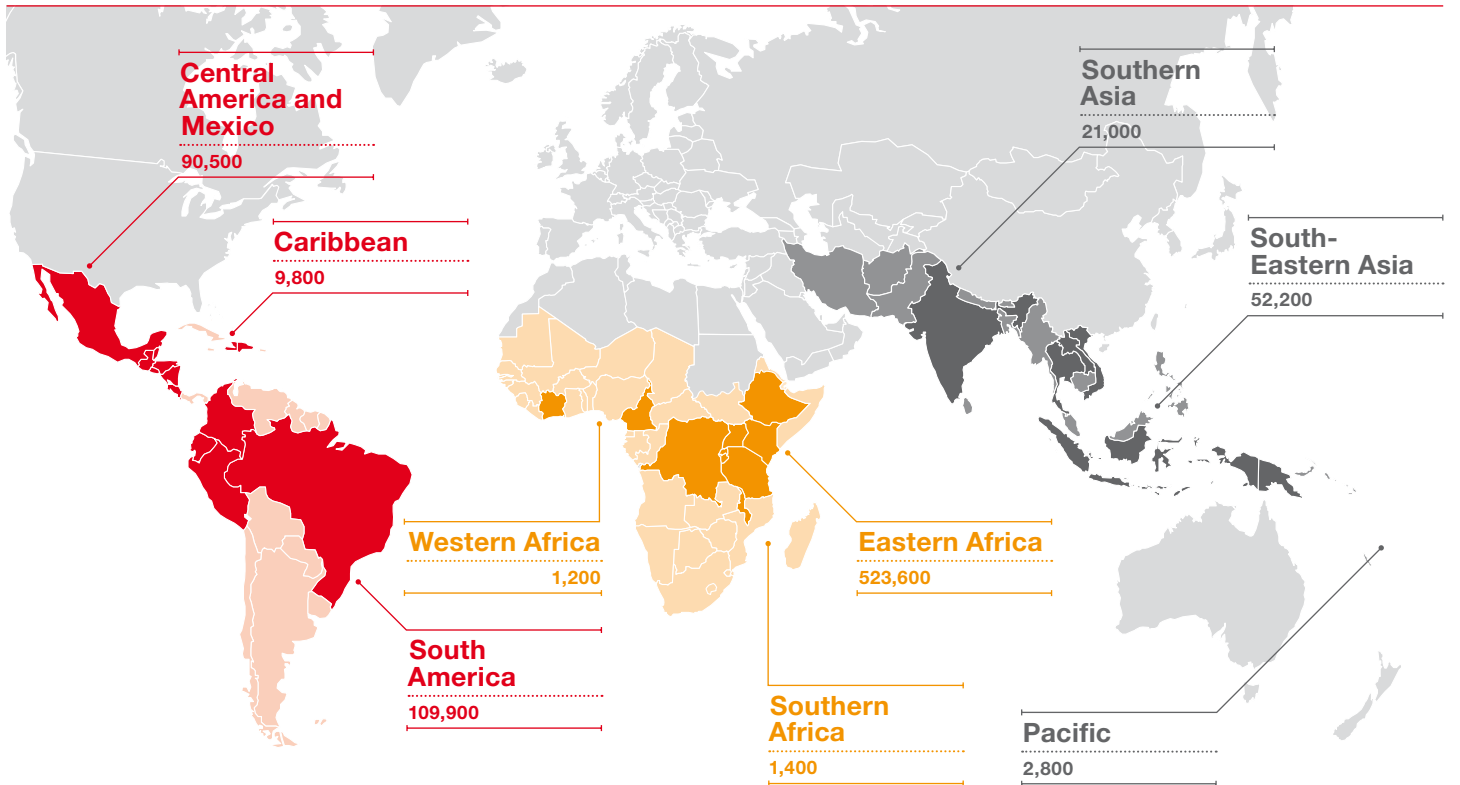 Central
America and
Mexico
90,500
Caribbean
9,800
Southern
Asia
21,000
South-
Eastern Asia
52,200
Western Africa
1,200
Eastern Africa
523,600
South
America
109,900
Southern
Africa
1,400
Pacific
2,800